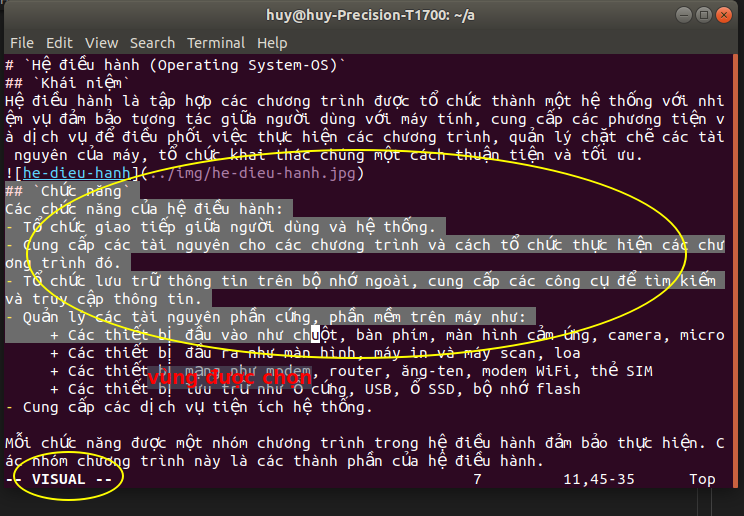 huy@huy-Precision-T1700: ~/a
File Edit View Search Terminal Help
# `Hệ điều hành (Operating System-OS)`
## `Khái niệm`
Hệ điều hành là tập hợp các chương trình được tổ chức thành một hệ thống với nhi
ệm vụ đảm bảo tương tác giữa người dùng với máy tính, cung cấp các phương tiện v
à dịch vụ để điều phối việc thực hiện các chương trình, quản lý chặt chẽ các tài
nguyên của máy, tổ chức khai thác chúng một cách thuận tiện và tối ưu.
![he-dieu-hanh](../img/he-dieu-hanh.jpg)
## `Chức năng`
Các chức năng của hệ điều hành:
- Tổ chức giao tiếp giữa người dùng và hệ thống.
- Cung cấp các tài nguyên cho các chương trình và cách tổ chức thực hiện các chư
ơng trình đó.
- Tổ chức lưu trữ thông tin trên bộ nhớ ngoài, cung cấp các công cụ để tìm kiếm
và truy cập thông tin.
- Quản lý các tài nguyên phần cứng, phần mềm trên máy như:
+ Các thiết bị đầu vào như chuột, bàn phím, màn hình cảm ứng, camera, micro
+ Các thiết bị đầu ra như màn hình, máy in và máy scan, loa
+ Các thiết bị mạng như modem, router, ăng-ten, modem WiFi, thẻ SIM
vùng được chọn
+ Các thiết bị lưu trữ như ổ cứng, USB, ổ SSD, bộ nhớ flash
- Cung cấp các dịch vụ tiện ích hệ thống.
Mỗi chức năng được một nhóm chương trình trong hệ điều hành đảm bảo thực hiện. C
ác nhóm chương trình này là các thành phần của hệ điều hành.
-- VISUAL -- 7 11,45-35 Top